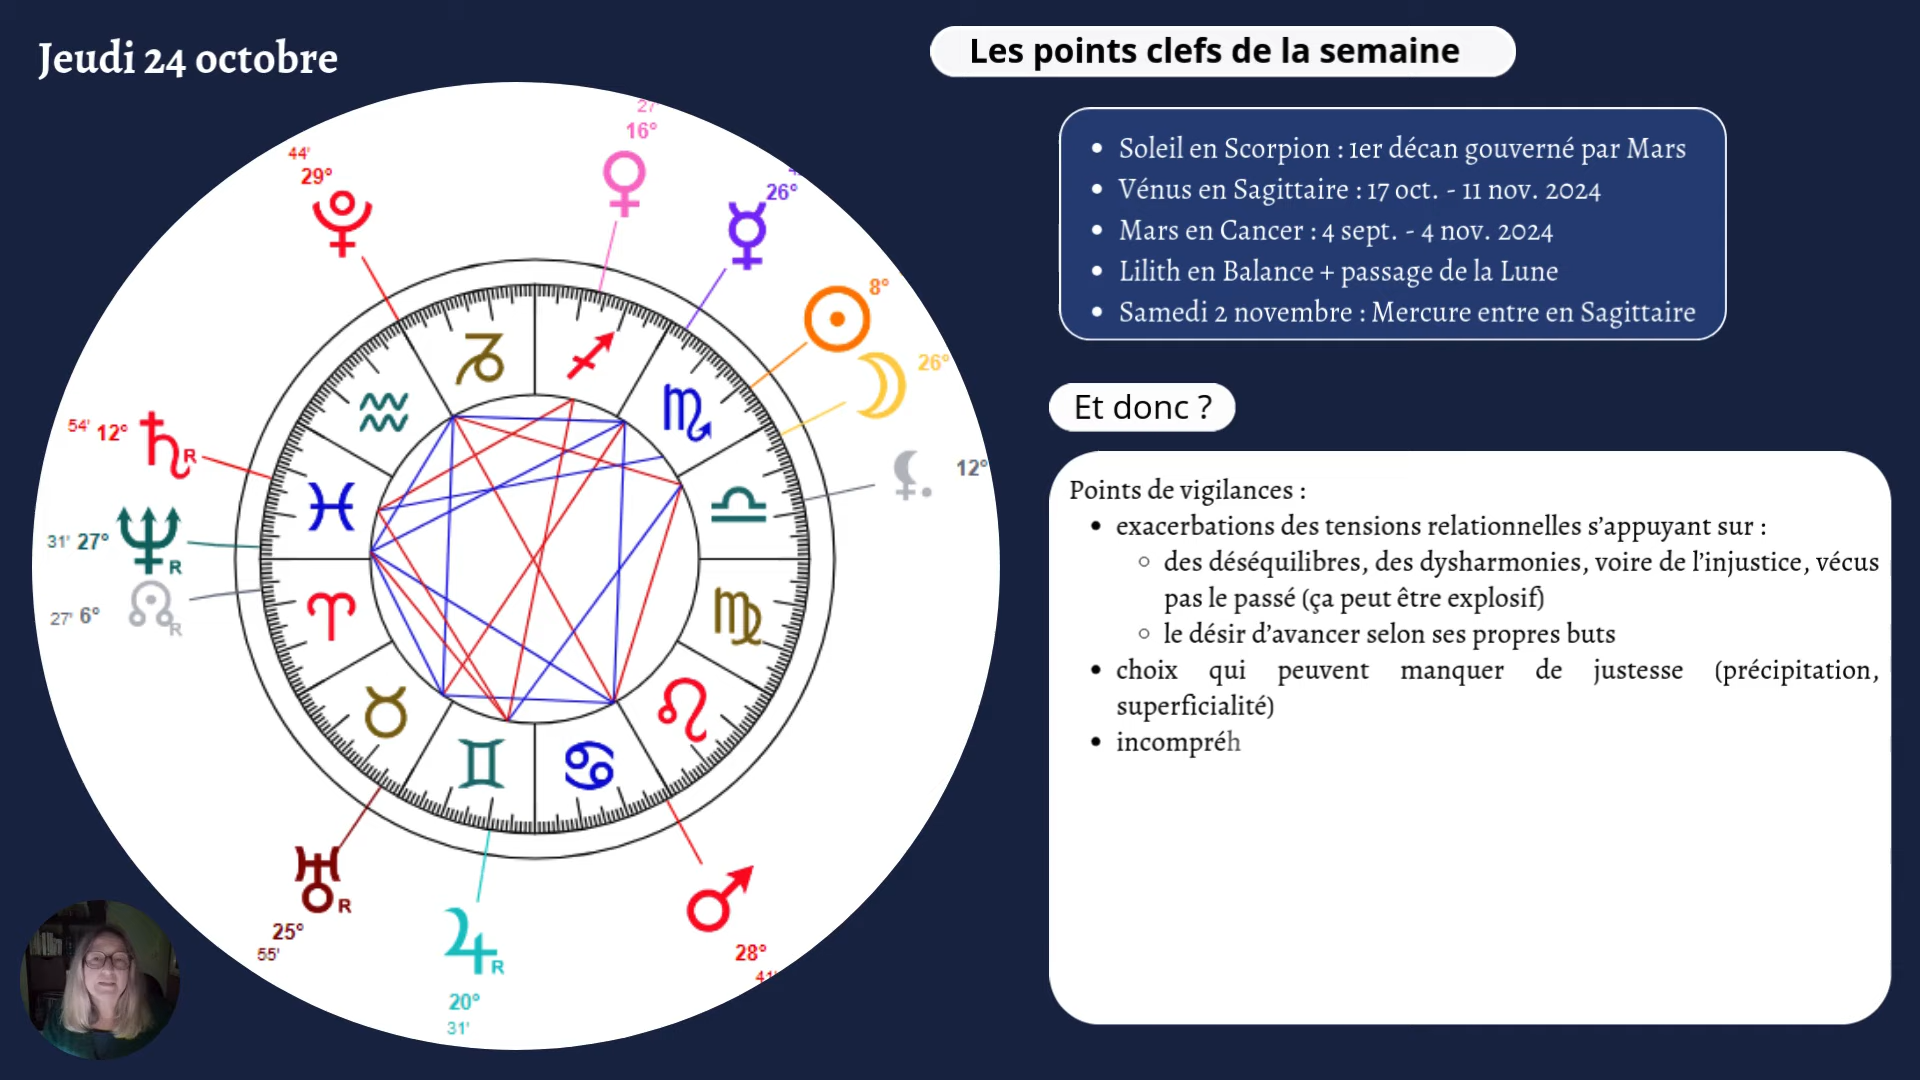 Jeudi 24 octobre
Les points clefs de la semaine
• Soleil en Scorpion : 1er décan gouverné par Mars
• Vénus en Sagittaire : 17 oct. - 11 nov. 2024
• Mars en Cancer : 4 sept. - 4 nov. 2024
• Lilith en Balance + passage de la Lune
• Samedi 2 novembre : Mercure entre en Sagittaire
Et donc ?
Points de vigilances :
• exacerbations des tensions relationnelles s’appuyant sur :
○ des déséquilibres, des dysharmonies, voire de l’injustice, vécus
pas le passé (ça peut être explosif)
○ le désir d’avancer selon ses propres buts
• choix qui peuvent manquer de justesse (précipitation,
superficialité)
• incompréh
27'
16°
44'
29°
26°
8°
26°
54' 12°
R
12°
31' 27°
R
27' 6°
R
R
25°
55'
R
20°
31'
28°
41'